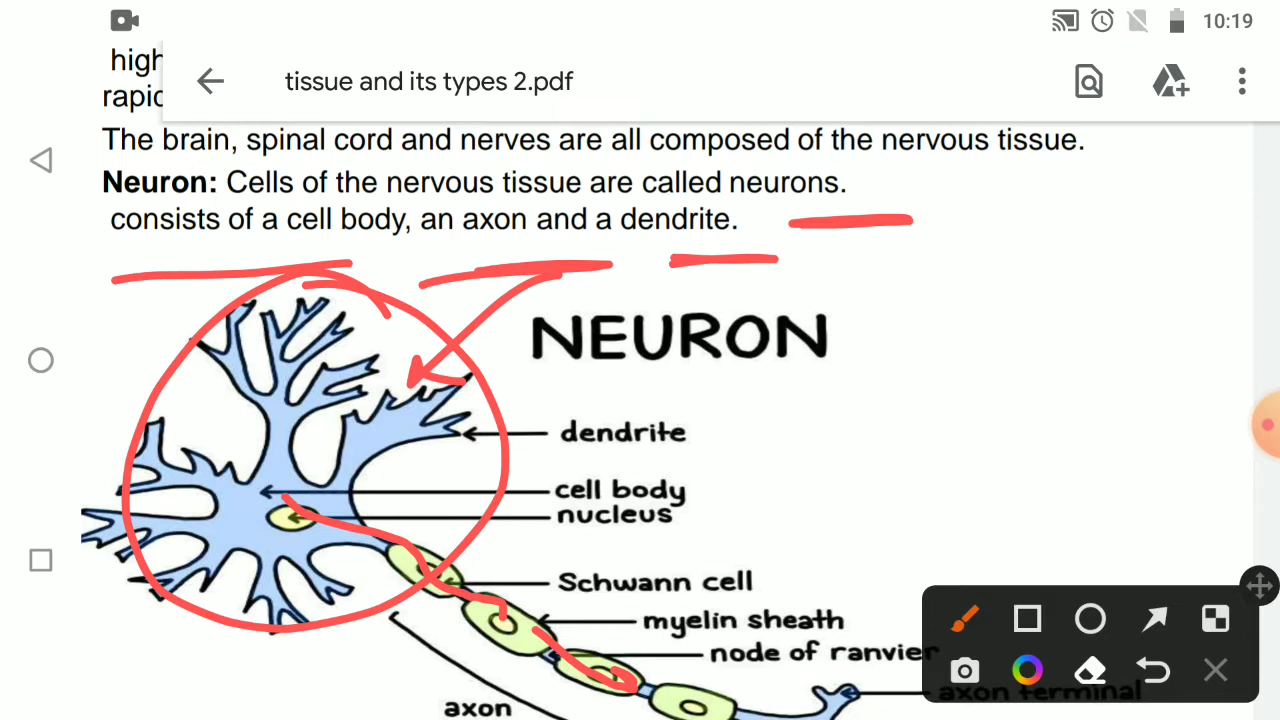 10:19
high
tissue and its types 2.pdf
rapid
The brain, spinal cord and nerves are all composed of the nervous tissue.
Neuron: Cells of the nervous tissue are called neurons.
consists of a cell body, an axon and a dendrite.
NEURON
dendrite
cell body
nucleus
Schwann cell
myelin sheath
node of ranvier
axon terminal
axon